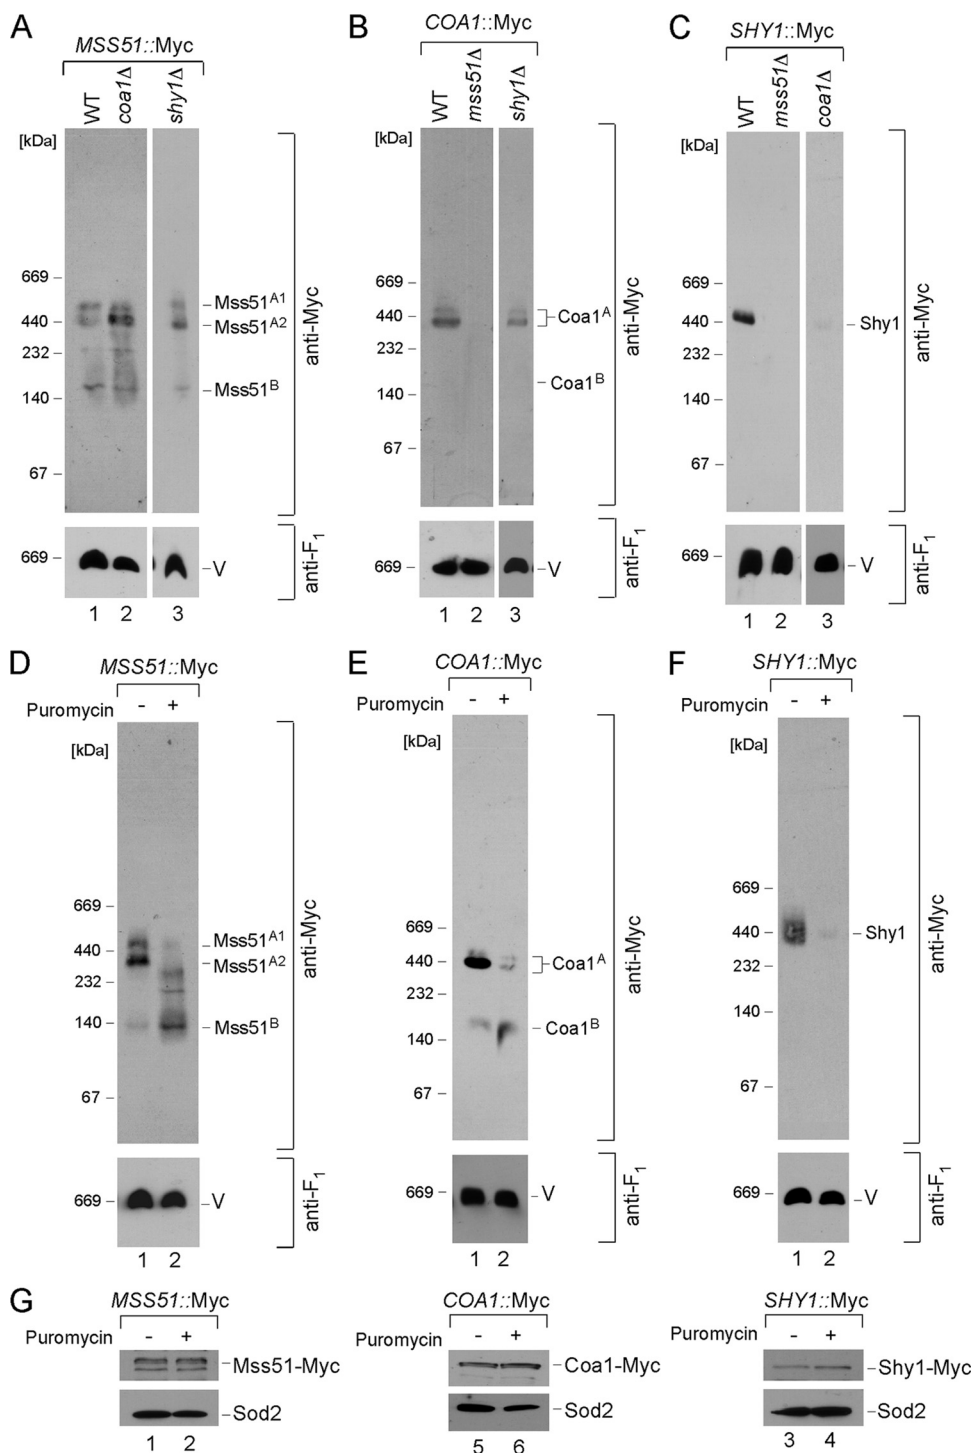 A
MSS51::Myc
WT
coa1Δ
shy1Δ
[kDa]
669
440
232
140
67
Mss51A1
Mss51A2
Mss51B
anti-Myc
669
V
anti-F1
1 2 3
B
COA1::Myc
WT
mss51Δ
shy1Δ
[kDa]
669
440
232
140
67
Coa1A
Coa1B
anti-Myc
669
V
anti-F1
1 2 3
C
SHY1::Myc
WT
mss51Δ
coa1Δ
[kDa]
669
440
232
140
67
Shy1
anti-Myc
669
V
anti-F1
1 2 3
D
MSS51::Myc
Puromycin - +
[kDa]
669
440
232
140
67
Mss51A1
Mss51A2
Mss51B
anti-Myc
669
V
anti-F1
1 2
E
COA1::Myc
Puromycin - +
[kDa]
669
440
232
140
67
Coa1A
Coa1B
anti-Myc
669
V
anti-F1
1 2
F
SHY1::Myc
Puromycin - +
[kDa]
669
440
232
140
67
Shy1
anti-Myc
669
V
anti-F1
1 2
G
MSS51::Myc
Puromycin - +
Mss51-Myc
Sod2
1 2
COA1::Myc
Puromycin - +
Coa1-Myc
Sod2
5 6
SHY1::Myc
Puromycin - +
Shy1-Myc
Sod2
3 4